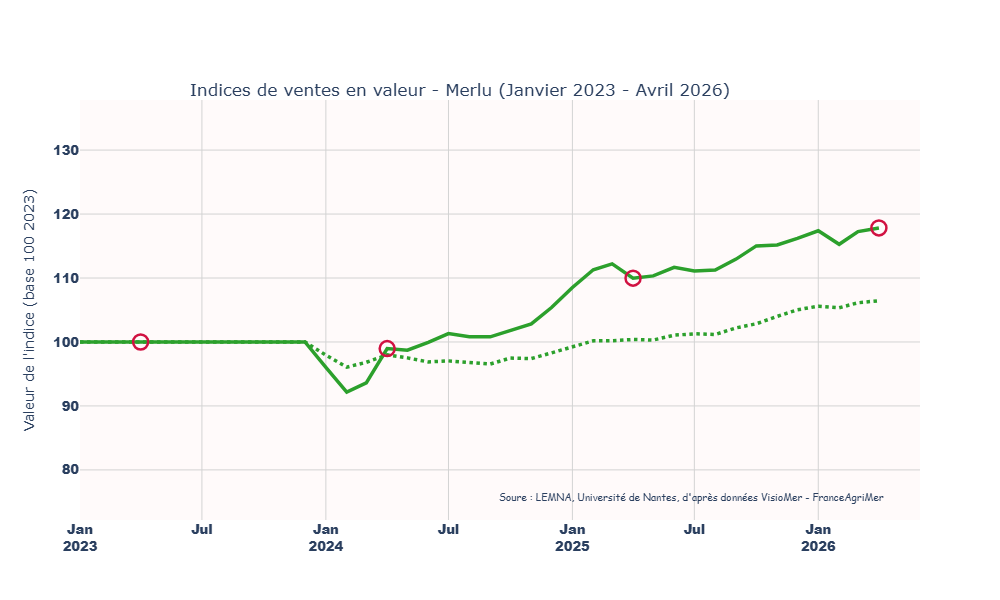 Indices de ventes en valeur - Merlu (Janvier 2023 - Avril 2026)
Valeur de l'indice (base 100 2023)
130
120
110
100
90
80
Soure : LEMNA, Université de Nantes, d'après données VisioMer - FranceAgriMer
Jan
2023
Jul
Jan
2024
Jul
Jan
2025
Jul
Jan
2026